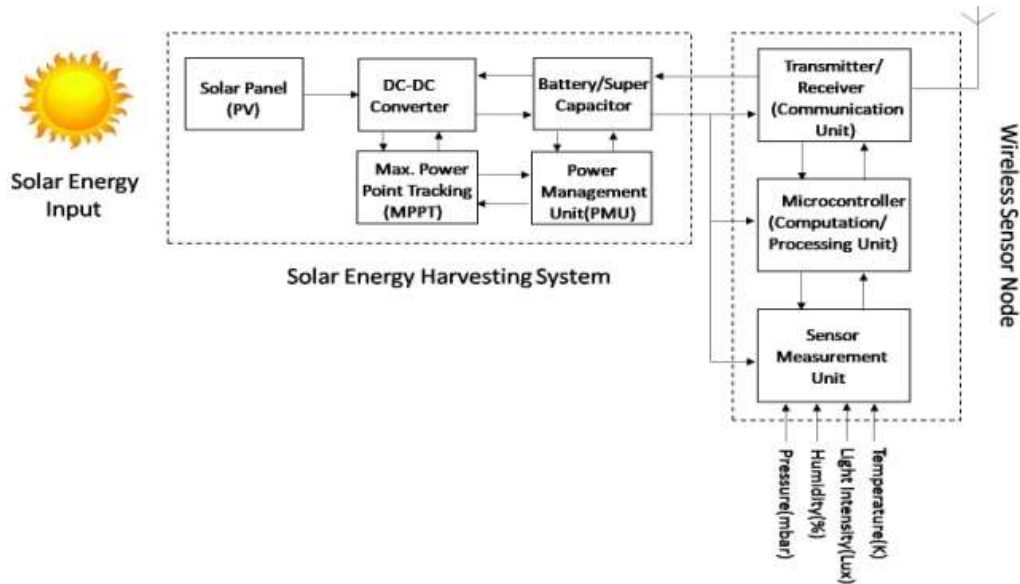 Solar Energy
Input
Solar Panel
(PV)
DC-DC
Converter
Battery/Super
Capacitor
Max. Power
Point Tracking
(MPPT)
Power
Management
Unit(PMU)
Solar Energy Harvesting System
Transmitter/
Receiver
(Communication
Unit)
Microcontroller
(Computation/
Processing Unit)
Sensor
Measurement
Unit
Wireless Sensor Node
Pressure(mbar)
Humidity(%)
Light Intensity(Lux)
Temperature(K)